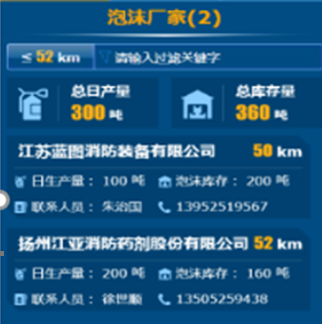 泡沫厂家(2)
≤ 52 km 请输入过滤关键字
总日产量 总库存量
300 吨 360 吨
江苏蓝图消防装备有限公司 50 km
日生产量： 100 吨 泡沫库存： 200 吨
联系人员： 朱治国 13952519567
扬州江亚消防药剂股份有限公司 52 km
日生产量： 200 吨 泡沫库存： 160 吨
联系人员： 徐世顺 13505259438